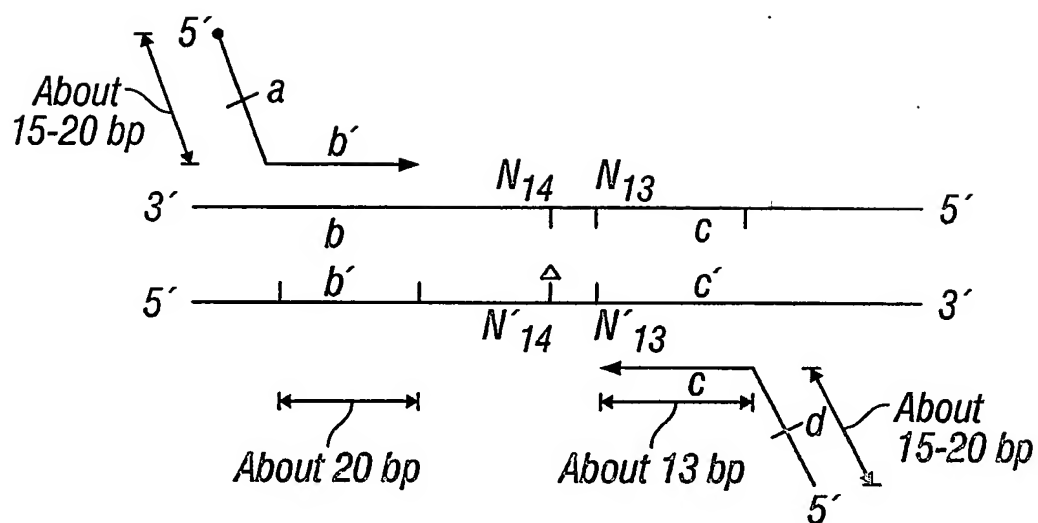 5´
a
About
15-20 bp
b´
N14 N13
3´ 5´
b c
b´ c´
5´ 3´
N´14 N´13
c
d
About
15-20 bp
About 20 bp
About 13 bp
5´